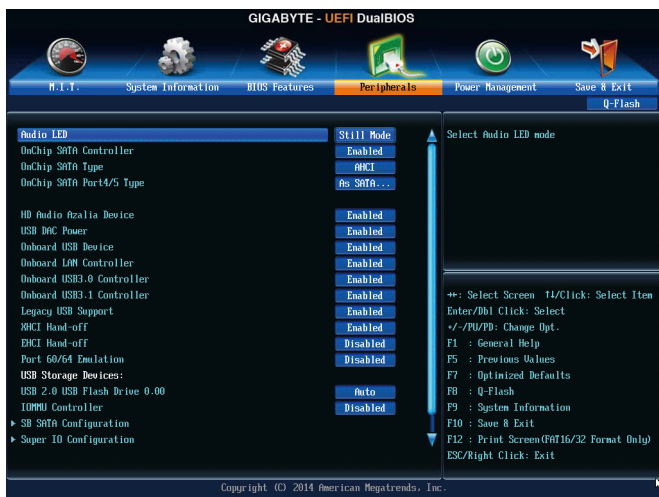 GIGABYTE - UEFI DualBIOS
M.I.T. System Information BIOS Features Peripherals Power Management Save & Exit
Q-Flash
Audio LED Still Mode
OnChip SATA Controller Enabled
OnChip SATA Type AHCI
OnChip SATA Port4/5 Type As SATA...
HD Audio Azalia Device Enabled
USB DAC Power Enabled
Onboard USB Device Enabled
Onboard LAN Controller Enabled
Onboard USB3.0 Controller Enabled
Onboard USB3.1 Controller Enabled
Legacy USB Support Enabled
XHCI Hand-off Enabled
EHCI Hand-off Disabled
Port 60/64 Emulation Disabled
USB Storage Devices:
USB 2.0 USB Flash Drive 0.00 Auto
IOMMU Controller Disabled
SB SATA Configuration
Super IO Configuration
Select Audio LED mode
→←: Select Screen ↑↓/Click: Select Item
Enter/Dbl Click: Select
+/-/PU/PD: Change Opt.
F1 : General Help
F5 : Previous Values
F7 : Optimized Defaults
F8 : Q-Flash
F9 : System Information
F10 : Save & Exit
F12 : Print Screen(FAT16/32 Format Only)
ESC/Right Click: Exit
Copyright (C) 2014 American Megatrends, Inc.